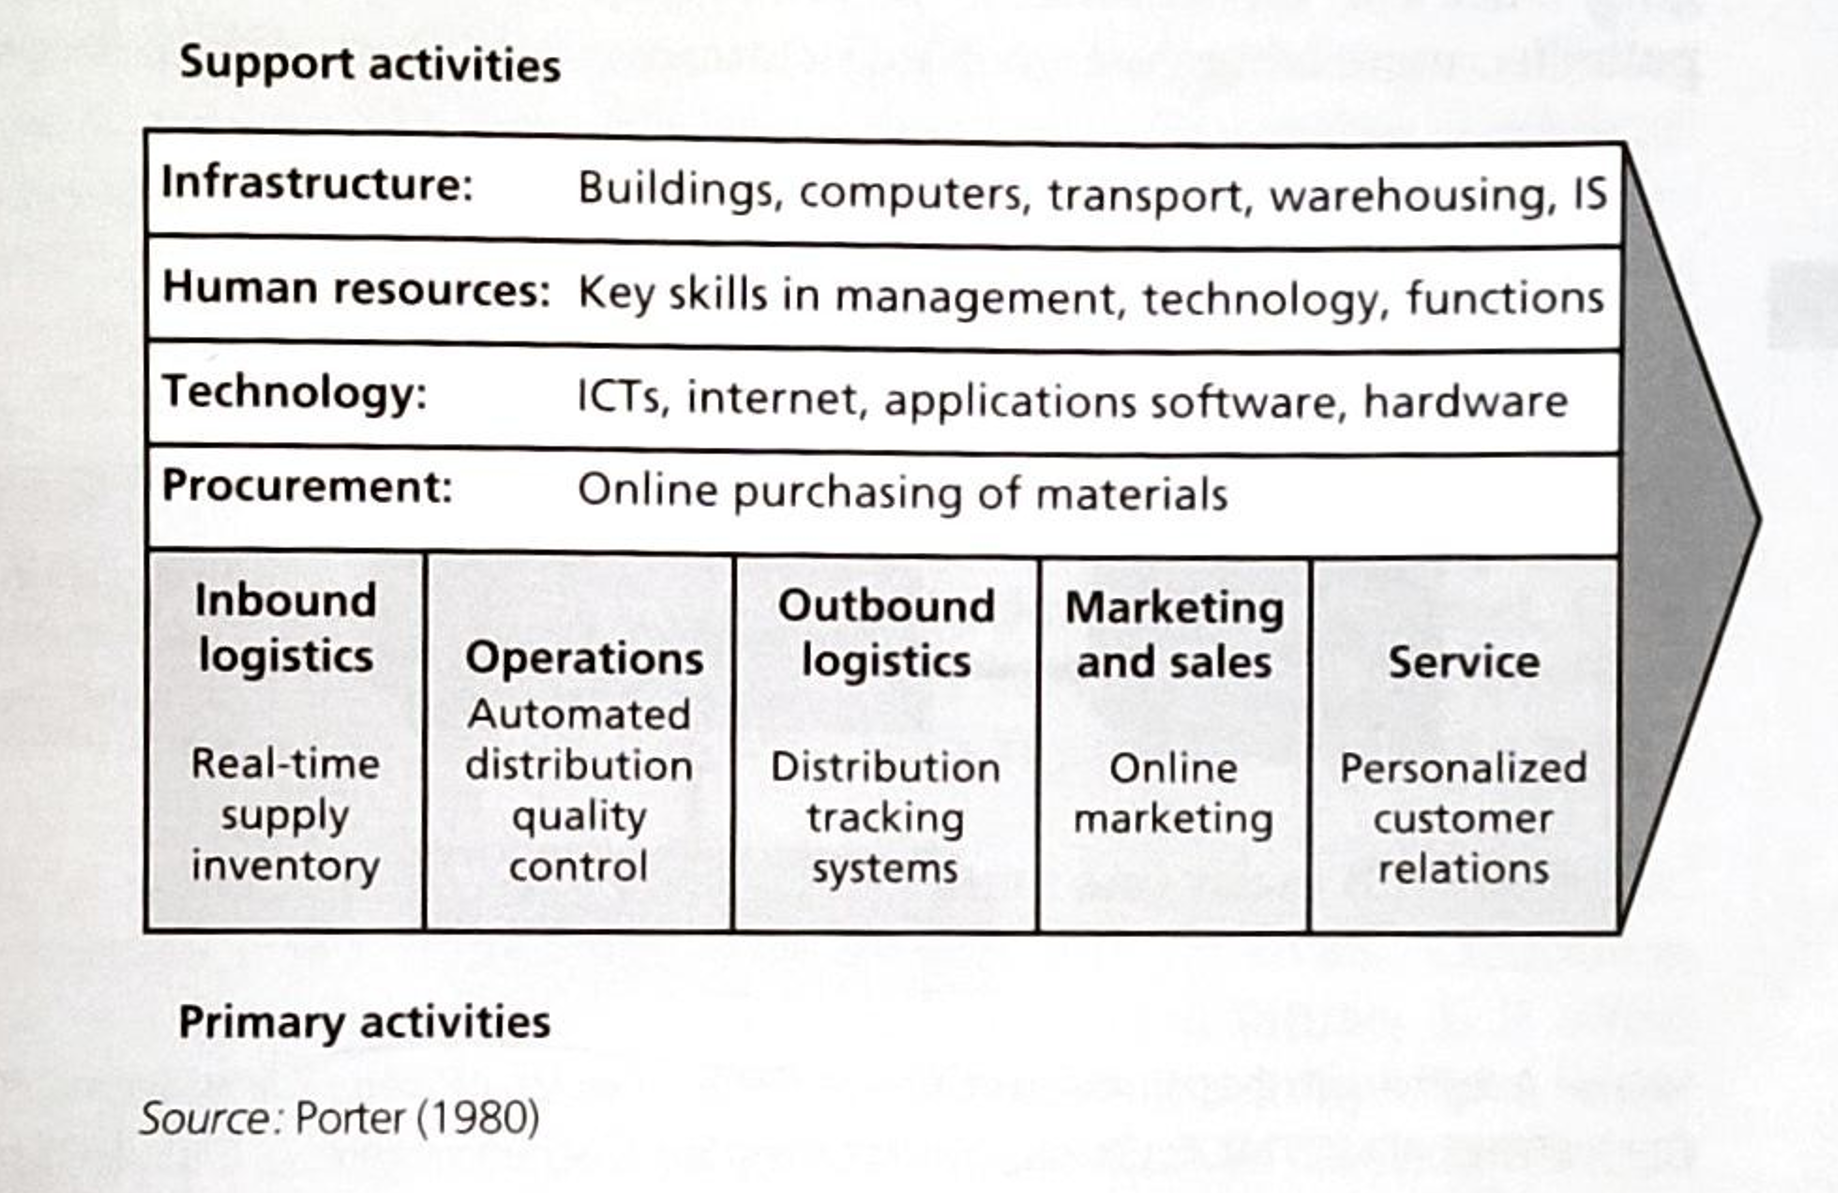 Support activities
Infrastructure: Buildings, computers, transport, warehousing, IS
Human resources: Key skills in management, technology, functions
Technology: ICTs, internet, applications software, hardware
Procurement: Online purchasing of materials
Inbound
logistics
Real-time
supply
inventory
Operations
Automated
distribution
quality
control
Outbound
logistics
Distribution
tracking
systems
Marketing
and sales
Online
marketing
Service
Personalized
customer
relations
Primary activities
Source: Porter (1980)